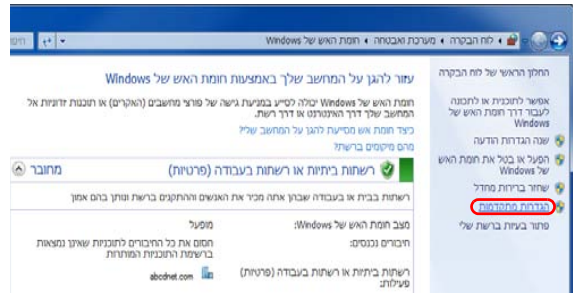 לוח הבקרה ◂ מערכת ואבטחה ◂ חומת האש של Windows
החלון הראשי של לוח הבקרה
אפשר לתוכנית או לתכונה
לעבור דרך חומת האש של
Windows
שנה הגדרות הודעה
הפעל או בטל את חומת האש
של Windows
שחזר ברירות מחדל
הגדרות מתקדמות
פתור בעיות ברשת שלי
עזור להגן על המחשב שלך באמצעות חומת האש של Windows
חומת האש של Windows יכולה לסייע במניעת גישה של פורצי מחשבים (האקרים) או תוכנות זדוניות אל
המחשב שלך דרך האינטרנט או דרך רשת.
כיצד חומת אש מסייעת להגן על המחשב שלי?
מהם מיקומים ברשת?
רשתות ביתיות או רשתות בעבודה (פרטיות) מחובר
רשתות בבית או בעבודה שבהן אתה מכיר את האנשים וההתקנים ברשת ונותן בהם אמון
מצב חומת האש של Windows: מופעל
חיבורים נכנסים: חסום את כל החיבורים לתוכניות שאינן נמצאות
ברשימת התוכניות המותרות
רשתות ביתיות או רשתות בעבודה (פרטיות) abcdnet.com
פעילות: